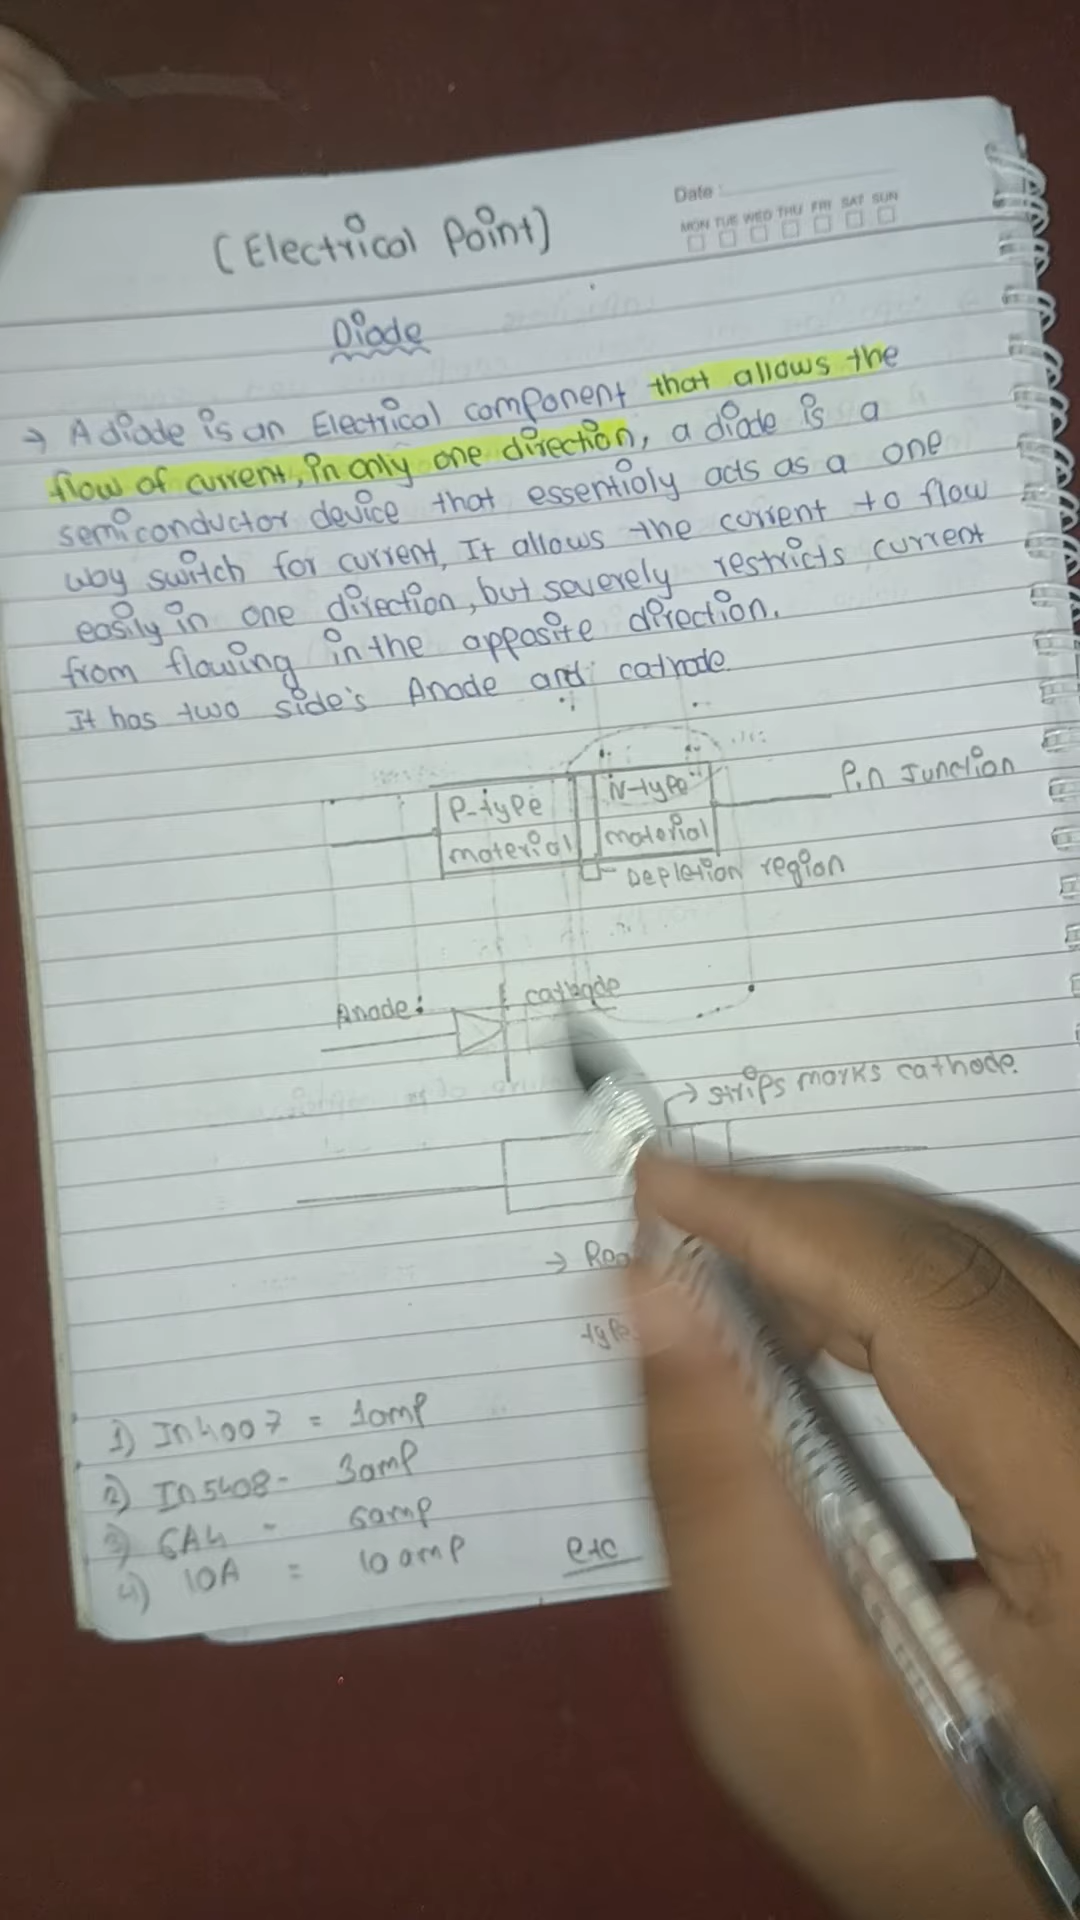 Date :
MON TUE WED THU FRI SAT SUN
(Electrical Point)
Diode
→ A diode is an Electrical component that allows the
flow of current, in only one direction, a diode is a
semiconductor device that essentioly acts as a one
way switch for current, It allows the current to flow
easily in one direction, but severely restricts current
from flowing in the opposite direction.
It has two side's Anode and cathode.
P-type
material
N-type
material
P.n Junction
Depletion region
Anode:
cathode
→ strips marks cathode.
→
type
1) In4007 = 1amp
2) In5408- 3amp
3) 6A4 - 6amp
4) 10A = 10 amp
etc